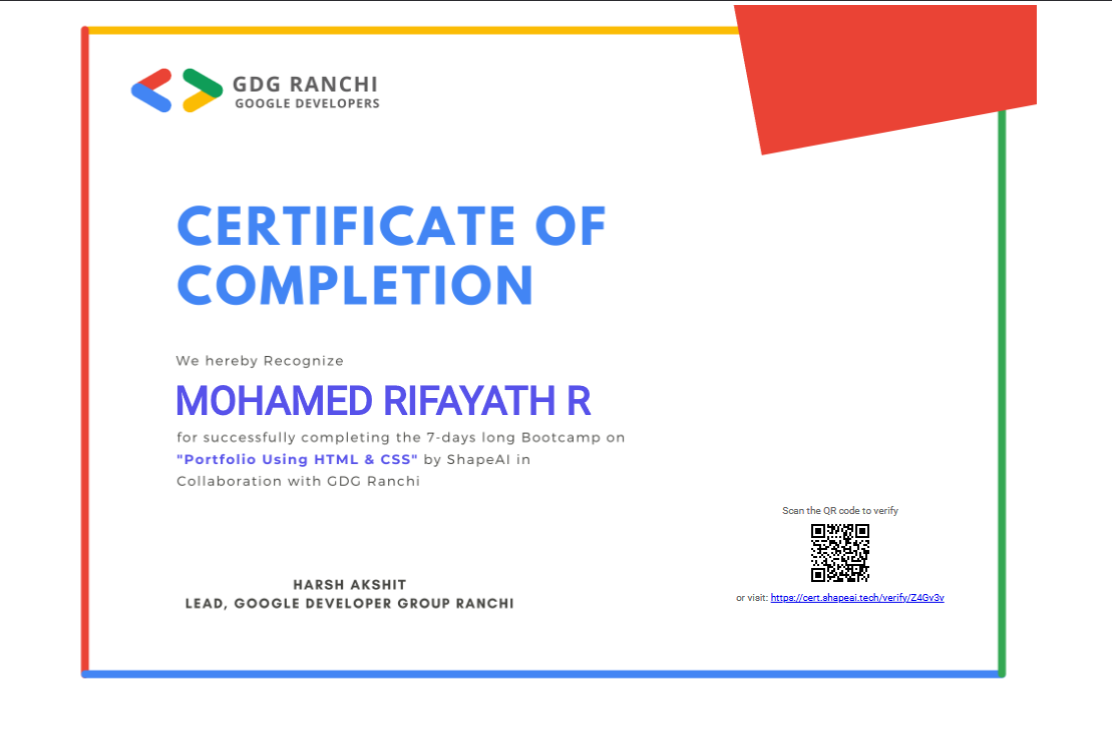 GDG RANCHI
GOOGLE DEVELOPERS
CERTIFICATE OF
COMPLETION
We hereby Recognize
MOHAMED RIFAYATH R
for successfully completing the 7-days long Bootcamp on
"Portfolio Using HTML & CSS" by ShapeAI in
Collaboration with GDG Ranchi
Scan the QR code to verify
or visit: https://cert.shapeai.tech/verify/Z4Gv3v
HARSH AKSHIT
LEAD, GOOGLE DEVELOPER GROUP RANCHI